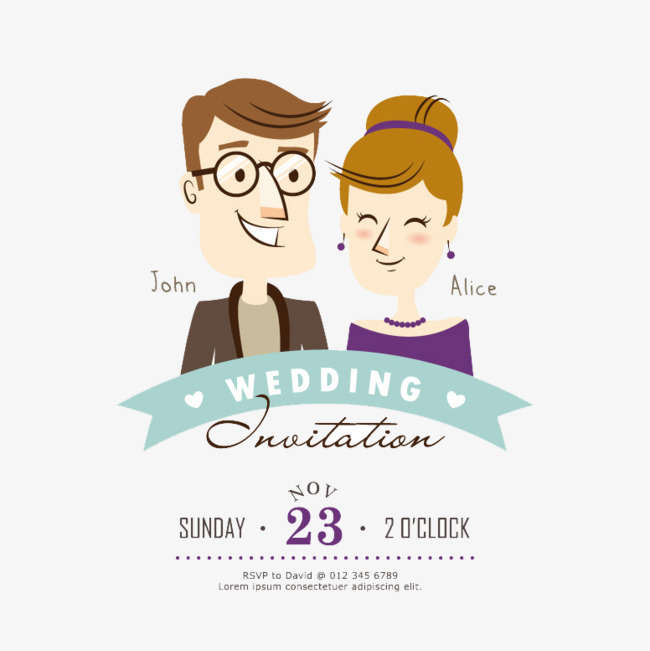 John
Alice
WEDDING
Invitation
NOV
SUNDAY • 23 • 2 O'CLOCK
RSVP to David @ 012 345 6789
Lorem ipsum consectetuer adipiscing elit.